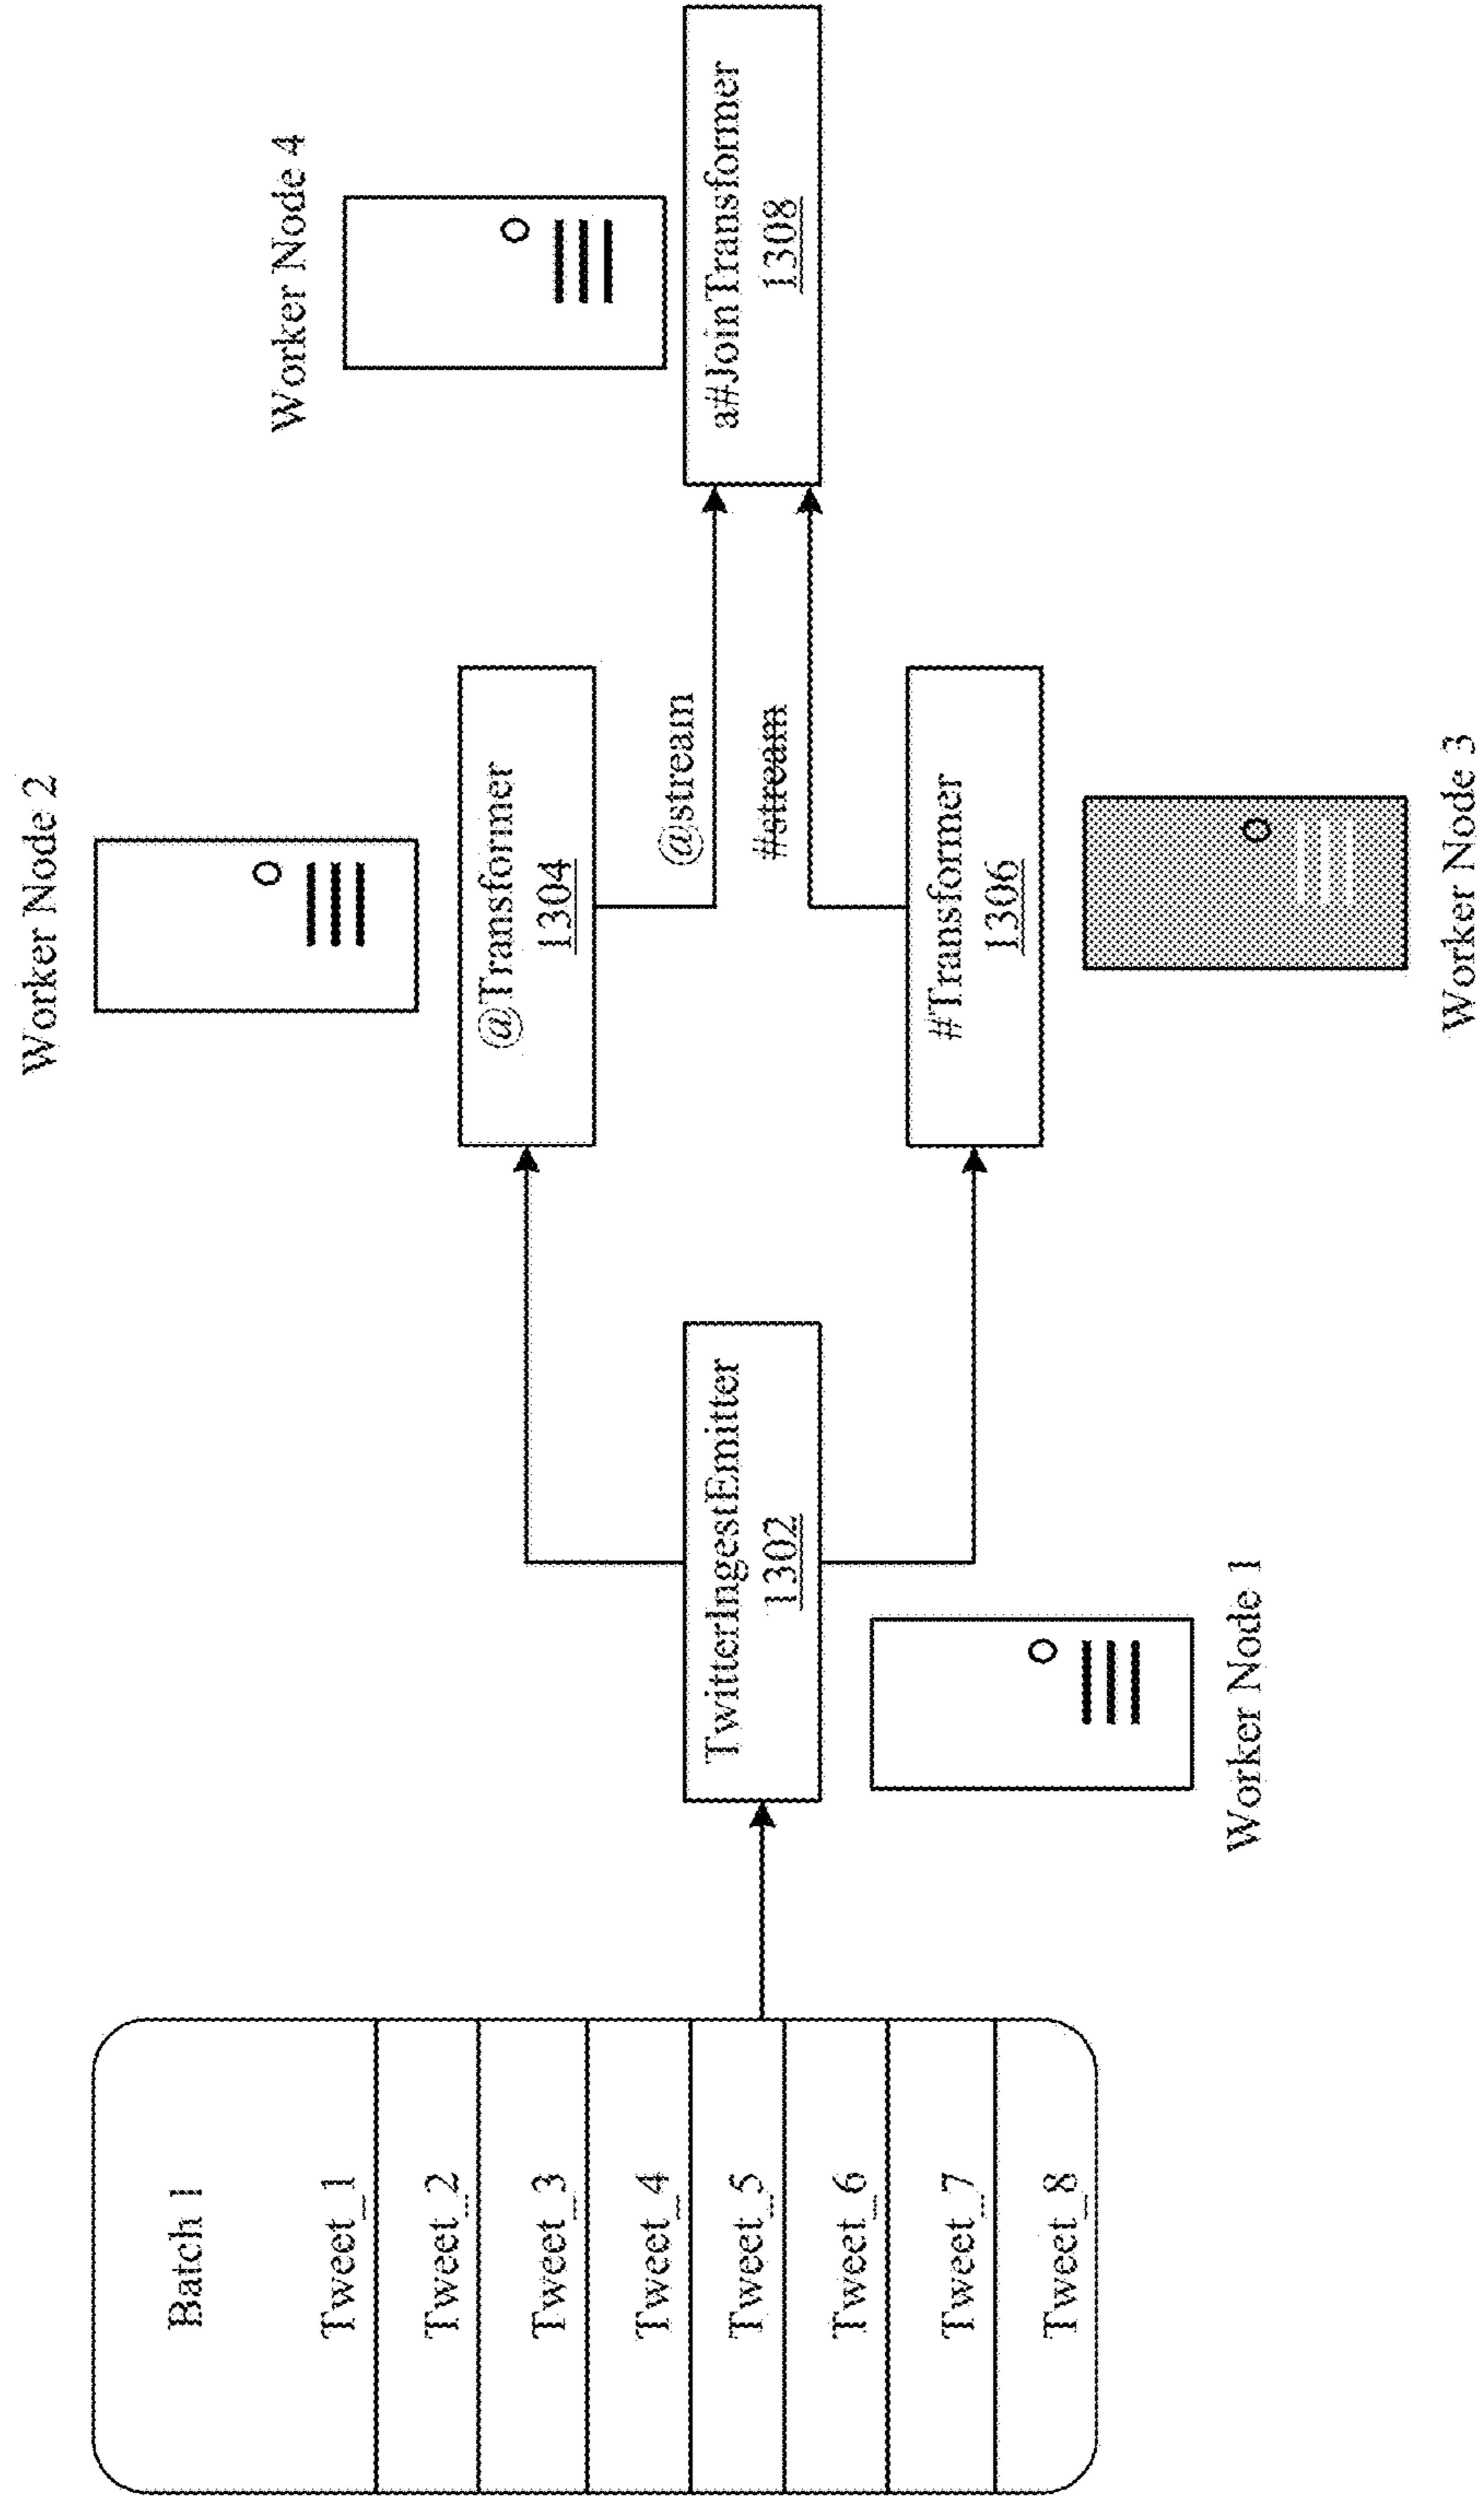 Batch 1
Tweet_1
Tweet_2
Tweet_3
Tweet_4
Tweet_5
Tweet_6
Tweet_7
Tweet_8
TwitterIngestEmitter
1302
Worker Node 1
Worker Node 2
@Transformer
1304
@stream
#stream
#Transformer
1306
Worker Node 3
Worker Node 4
a#JoinTransformer
1308